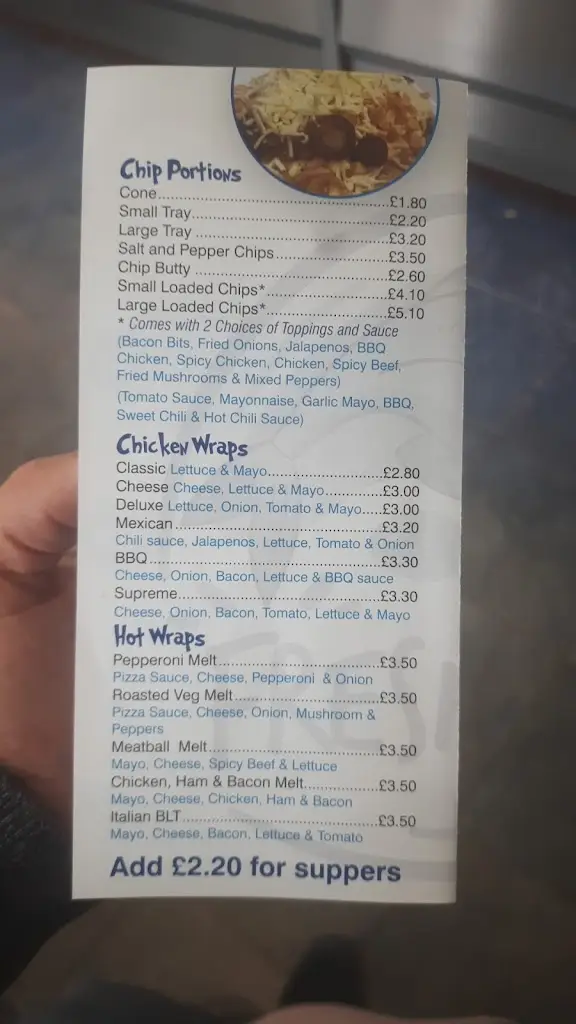 Chip Portions
Cone..........£1.80
Small Tray..........£2.20
Large Tray ..........£3.20
Salt and Pepper Chips..........£3.50
Chip Butty ..........£2.60
Small Loaded Chips*..........£4.10
Large Loaded Chips*..........£5.10
* Comes with 2 Choices of Toppings and Sauce
(Bacon Bits, Fried Onions, Jalapenos, BBQ
Chicken, Spicy Chicken, Chicken, Spicy Beef,
Fried Mushrooms & Mixed Peppers)
(Tomato Sauce, Mayonnaise, Garlic Mayo, BBQ,
Sweet Chili & Hot Chili Sauce)
Chicken Wraps
Classic Lettuce & Mayo..........£2.80
Cheese Cheese, Lettuce & Mayo..........£3.00
Deluxe Lettuce, Onion, Tomato & Mayo.....£3.00
Mexican..........£3.20
Chili sauce, Jalapenos, Lettuce, Tomato & Onion
BBQ..........£3.30
Cheese, Onion, Bacon, Lettuce & BBQ sauce
Supreme..........£3.30
Cheese, Onion, Bacon, Tomato, Lettuce & Mayo
Hot Wraps
Pepperoni Melt..........£3.50
Pizza Sauce, Cheese, Pepperoni & Onion
Roasted Veg Melt..........£3.50
Pizza Sauce, Cheese, Onion, Mushroom &
Peppers
Meatball Melt..........£3.50
Mayo, Cheese, Spicy Beef & Lettuce
Chicken, Ham & Bacon Melt..........£3.50
Mayo, Cheese, Chicken, Ham & Bacon
Italian BLT..........£3.50
Mayo, Cheese, Bacon, Lettuce & Tomato
Add £2.20 for suppers